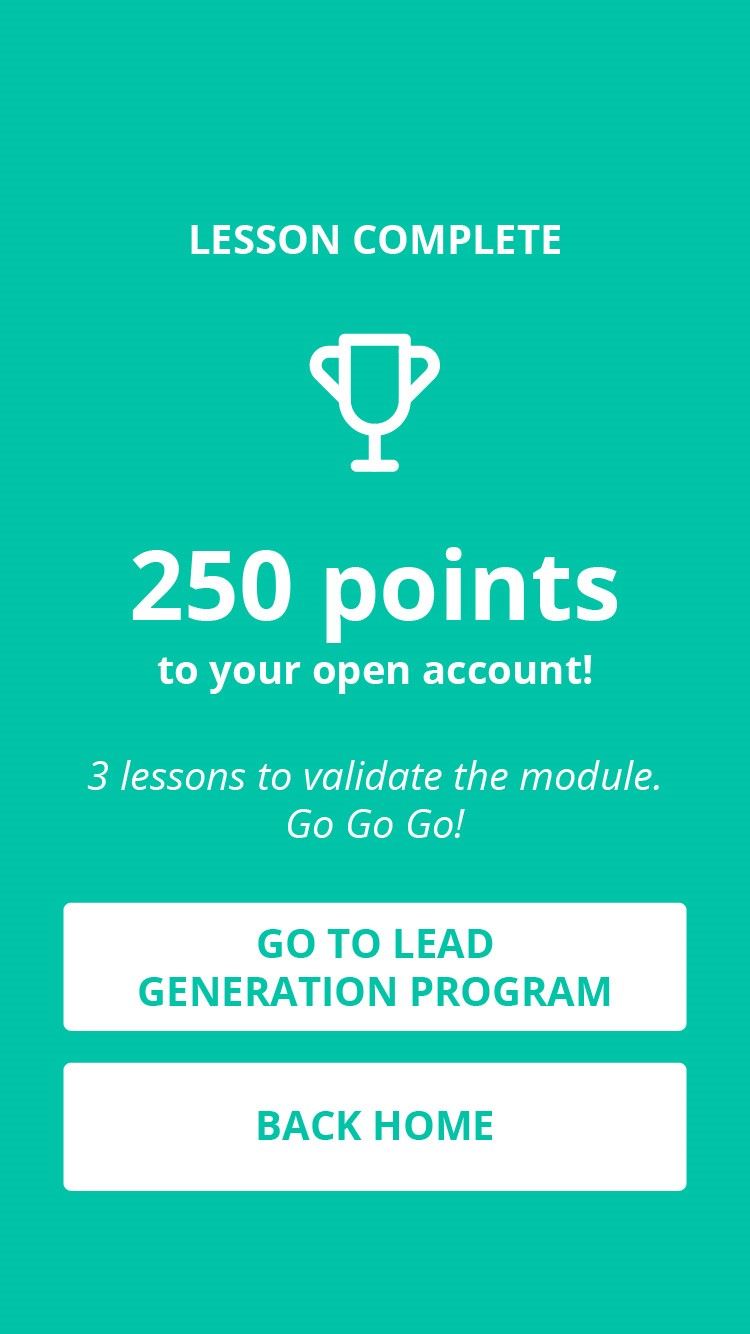 LESSON COMPLETE
250 points
to your open account!
3 lessons to validate the module.
Go Go Go!
GO TO LEAD
GENERATION PROGRAM
BACK HOME